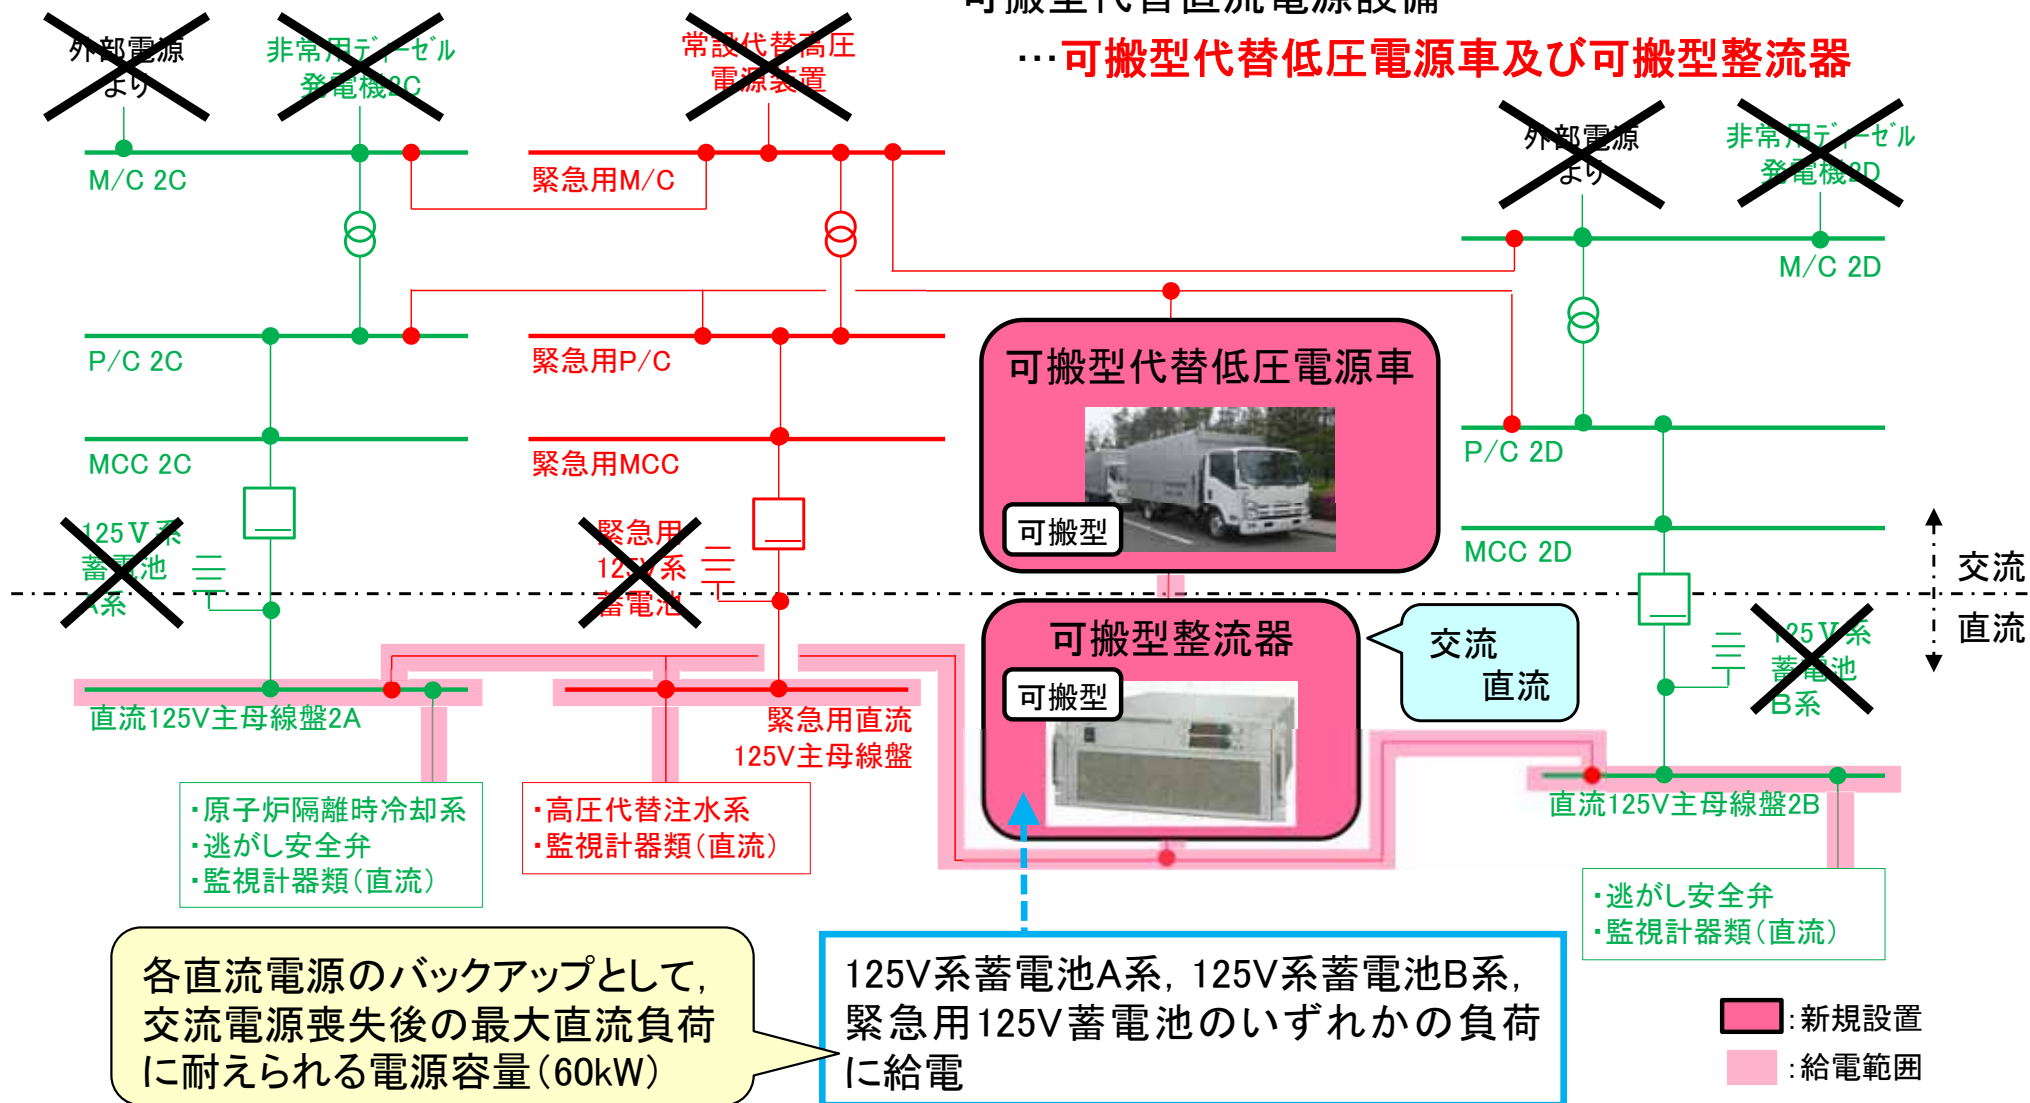 可搬型代替直流電源設備
…可搬型代替低圧電源車及び可搬型整流器
外部電源
より
非常用ディーゼル
発電機2C
常設代替高圧
電源装置
外部電源
より
非常用ディーゼル
発電機2D
M/C 2C
緊急用M/C
M/C 2D
P/C 2C
緊急用P/C
可搬型代替低圧電源車
可搬型
P/C 2D
MCC 2C
緊急用MCC
MCC 2D
125V系
蓄電池
A系
緊急用
125V系
蓄電池
交流
直流
可搬型整流器
可搬型
交流
直流
125V系
蓄電池
B系
直流125V主母線盤2A
緊急用直流
125V主母線盤
直流125V主母線盤2B
・原子炉隔離時冷却系
・逃がし安全弁
・監視計器類(直流)
・高圧代替注水系
・監視計器類(直流)
・逃がし安全弁
・監視計器類(直流)
各直流電源のバックアップとして,
交流電源喪失後の最大直流負荷
に耐えられる電源容量(60kW)
125V系蓄電池A系, 125V系蓄電池B系,
緊急用125V蓄電池のいずれかの負荷
に給電
:新規設置
:給電範囲